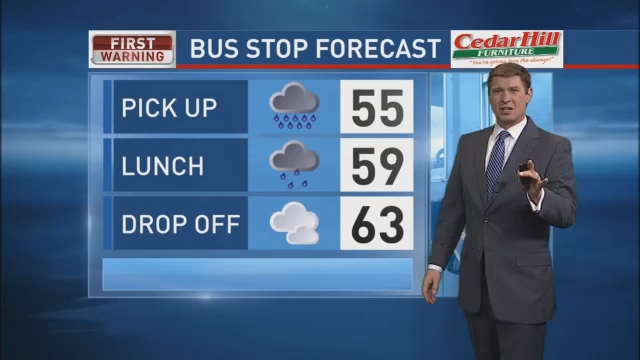 FIRST
WARNING
BUS STOP FORECAST
CedarHill
FURNITURE
"You're gonna love the change!"
PICK UP 55
LUNCH 59
DROP OFF 63